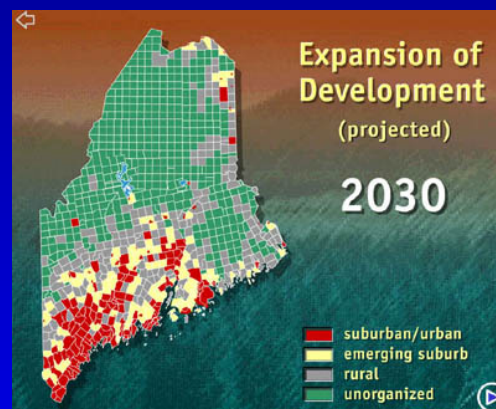 Expansion of
Development
(projected)
2030
suburban/urban
emerging suburb
rural
unorganized